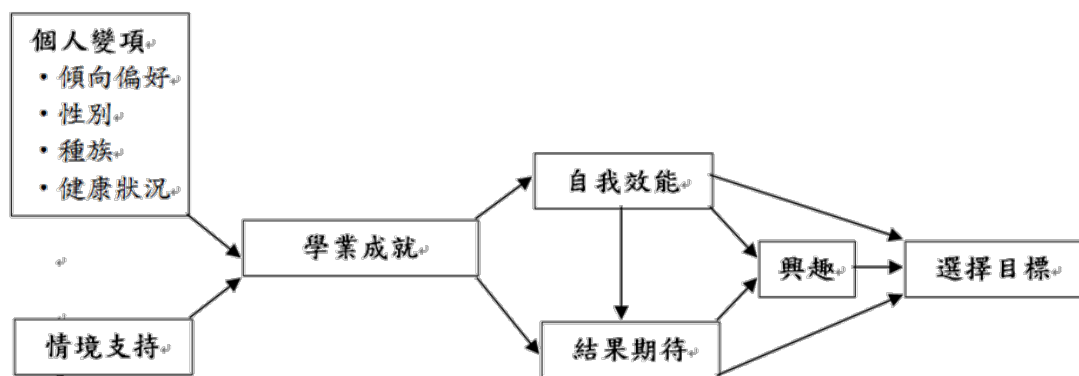 個人變項
・傾向偏好
・性別
・種族
・健康狀況
情境支持
學業成就
自我效能
結果期待
興趣
選擇目標